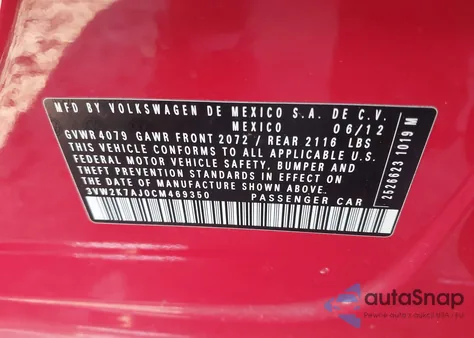 MFD BY VOLKSWAGEN DE MEXICO S.A. DE C.V.
MEXICO 06/12
GVWR 4079 GAWR FRONT 2072 / REAR 2116 LBS
THIS VEHICLE CONFORMS TO ALL APPLICABLE U.S.
FEDERAL MOTOR VEHICLE SAFETY, BUMPER AND
THEFT PREVENTION STANDARDS IN EFFECT ON
THE DATE OF MANUFACTURE SHOWN ABOVE
3VW2K7AJ0CM469350 PASSENGER CAR
2526623 1019 M
autoSnap